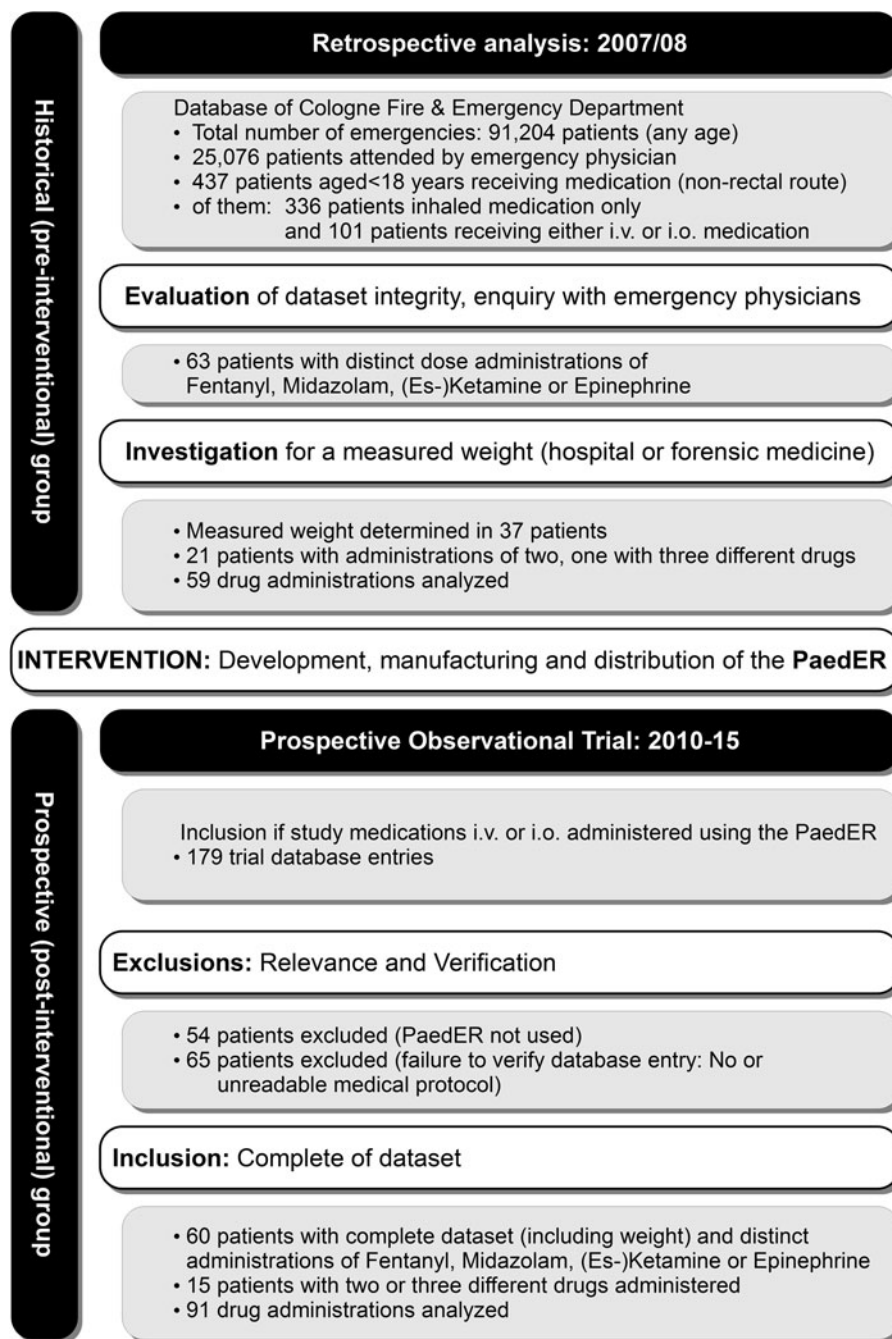 Historical (pre-interventional) group
Retrospective analysis: 2007/08
Database of Cologne Fire & Emergency Department
• Total number of emergencies: 91,204 patients (any age)
• 25,076 patients attended by emergency physician
• 437 patients aged<18 years receiving medication (non-rectal route)
• of them: 336 patients inhaled medication only
and 101 patients receiving either i.v. or i.o. medication
Evaluation of dataset integrity, enquiry with emergency physicians
• 63 patients with distinct dose administrations of
Fentanyl, Midazolam, (Es-)Ketamine or Epinephrine
Investigation for a measured weight (hospital or forensic medicine)
• Measured weight determined in 37 patients
• 21 patients with administrations of two, one with three different drugs
• 59 drug administrations analyzed
INTERVENTION: Development, manufacturing and distribution of the PaedER
Prospective (post-interventional) group
Prospective Observational Trial: 2010-15
Inclusion if study medications i.v. or i.o. administered using the PaedER
• 179 trial database entries
Exclusions: Relevance and Verification
• 54 patients excluded (PaedER not used)
• 65 patients excluded (failure to verify database entry: No or
unreadable medical protocol)
Inclusion: Complete of dataset
• 60 patients with complete dataset (including weight) and distinct
administrations of Fentanyl, Midazolam, (Es-)Ketamine or Epinephrine
• 15 patients with two or three different drugs administered
• 91 drug administrations analyzed